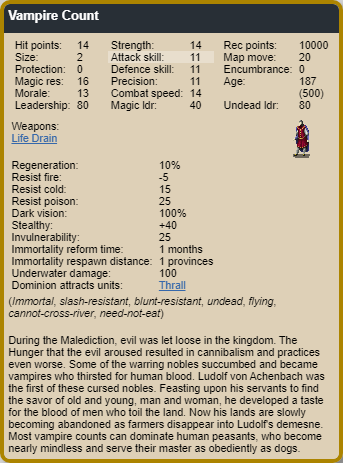 Vampire Count
Hit points: 14 Strength: 14 Rec points: 10000
Size: 2 Attack skill: 11 Map move: 20
Protection: 0 Defence skill: 11 Encumbrance: 0
Magic res: 16 Precision: 11 Age: 187
Morale: 13 Combat speed: 14 (500)
Leadership: 80 Magic ldr: 40 Undead ldr: 80
Weapons:
Life Drain
Regeneration: 10%
Resist fire: -5
Resist cold: 15
Resist poison: 25
Dark vision: 100%
Stealthy: +40
Invulnerability: 25
Immortality reform time: 1 months
Immortality respawn distance: 1 provinces
Underwater damage: 100
Dominion attracts units: Thrall
(Immortal, slash-resistant, blunt-resistant, undead, flying,
cannot-cross-river, need-not-eat)
During the Malediction, evil was let loose in the kingdom. The
Hunger that the evil aroused resulted in cannibalism and practices
even worse. Some of the warring nobles succumbed and became
vampires who thirsted for human blood. Ludolf von Achenbach was
the first of these cursed nobles. Feasting upon his servants to find
the savor of old and young, man and woman, he developed a taste
for the blood of men who toil the land. Now his lands are slowly
becoming abandoned as farmers disappear into Ludolf's demesne.
Most vampire counts can dominate human peasants, who become
nearly mindless and serve their master as obediently as dogs.